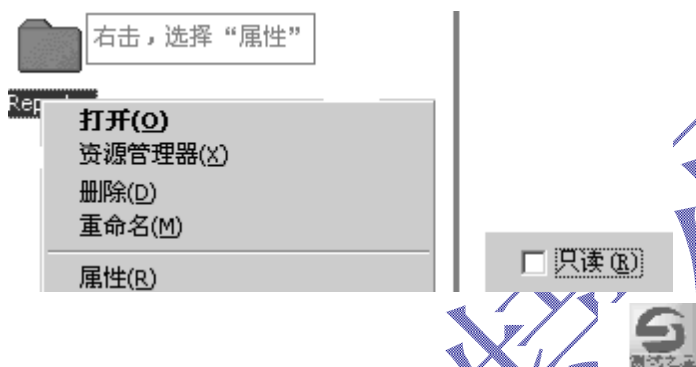 右击，选择“属性”
打开(O)
资源管理器(X)
删除(D)
重命名(M)
属性(R)
只读(R)